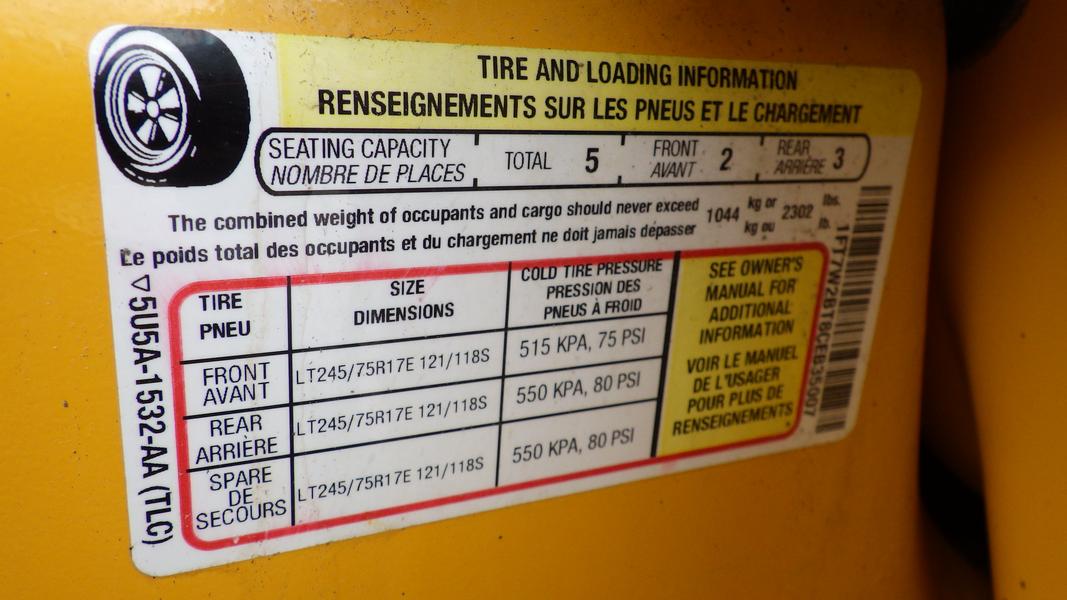 TIRE AND LOADING INFORMATION
RENSEIGNEMENTS SUR LES PNEUS ET LE CHARGEMENT
SEATING CAPACITY
NOMBRE DE PLACES
TOTAL 5
FRONT
AVANT 2
REAR
ARRIÈRE 3
The combined weight of occupants and cargo should never exceed 1044 kg or 2302 lbs.
Le poids total des occupants et du chargement ne doit jamais dépasser kg ou lb.
TIRE
PNEU
SIZE
DIMENSIONS
COLD TIRE PRESSURE
PRESSION DES
PNEUS À FROID
FRONT
AVANT
LT245/75R17E 121/118S
515 KPA, 75 PSI
REAR
ARRIÈRE
LT245/75R17E 121/118S
550 KPA, 80 PSI
SPARE
DE
SECOURS
LT245/75R17E 121/118S
550 KPA, 80 PSI
SEE OWNER'S
MANUAL FOR
ADDITIONAL
INFORMATION
VOIR LE MANUEL
DE L'USAGER
POUR PLUS DE
RENSEIGNEMENTS
5U5A-1532-AA (TLC)
1FT7W2BT8CEB35007